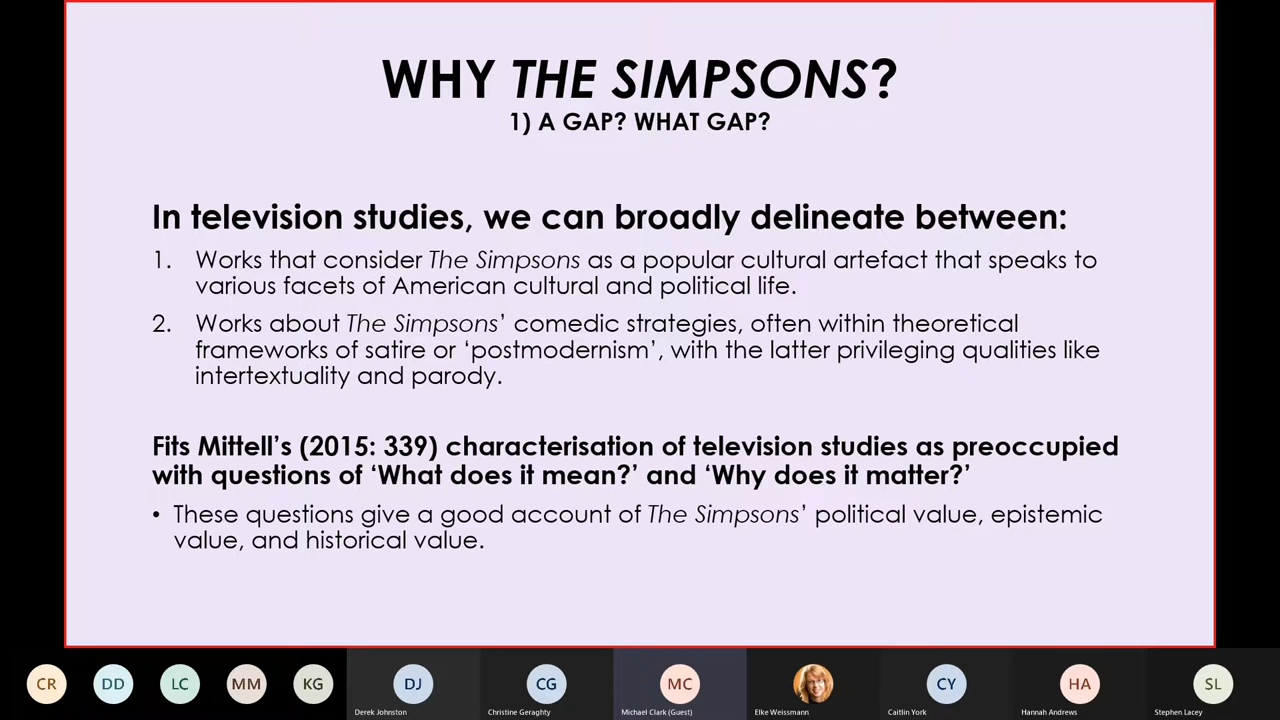 WHY THE SIMPSONS?
1) A GAP? WHAT GAP?
In television studies, we can broadly delineate between:
1. Works that consider The Simpsons as a popular cultural artefact that speaks to
various facets of American cultural and political life.
2. Works about The Simpsons’ comedic strategies, often within theoretical
frameworks of satire or ‘postmodernism’, with the latter privileging qualities like
intertextuality and parody.
Fits Mittell’s (2015: 339) characterisation of television studies as preoccupied
with questions of ‘What does it mean?’ and ‘Why does it matter?’
• These questions give a good account of The Simpsons’ political value, epistemic
value, and historical value.
CR DD LC MM KG DJ CG MC CY HA SL
Derek Johnston Christine Geraghty Michael Clark (Guest) Elke Weissmann Caitlin York Hannah Andrews Stephen Lacey